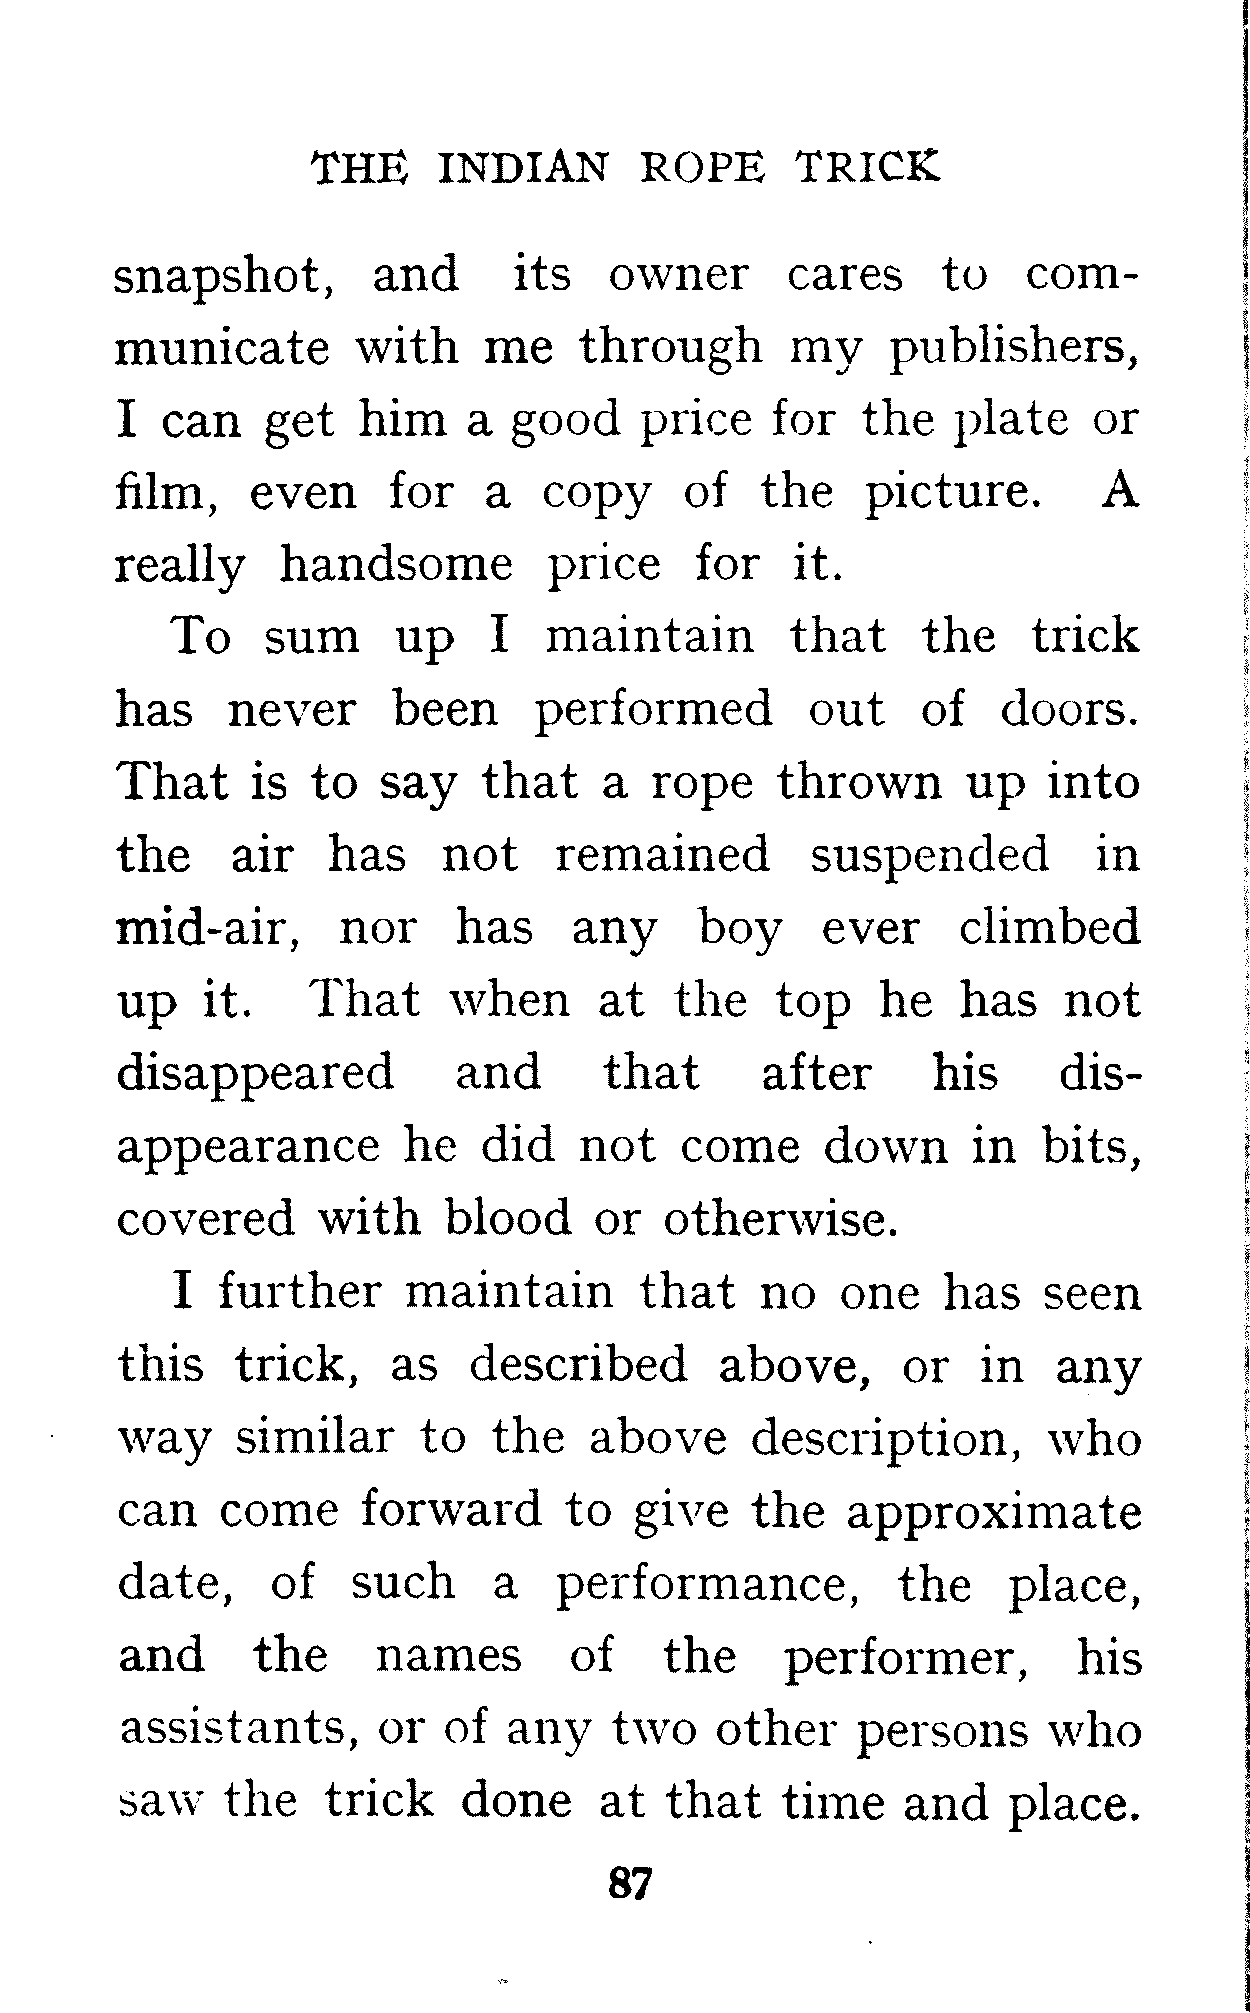 THE INDIAN ROPE TRICK
snapshot, and its owner cares to com-
municate with me through my publishers,
I can get him a good price for the plate or
film, even for a copy of the picture. A
really handsome price for it.
To sum up I maintain that the trick
has never been performed out of doors.
That is to say that a rope thrown up into
the air has not remained suspended in
mid-air, nor has any boy ever climbed
up it. That when at the top he has not
disappeared and that after his dis-
appearance he did not come down in bits,
covered with blood or otherwise.
I further maintain that no one has seen
this trick, as described above, or in any
way similar to the above description, who
can come forward to give the approximate
date, of such a performance, the place,
and the names of the performer, his
assistants, or of any two other persons who
saw the trick done at that time and place.
87